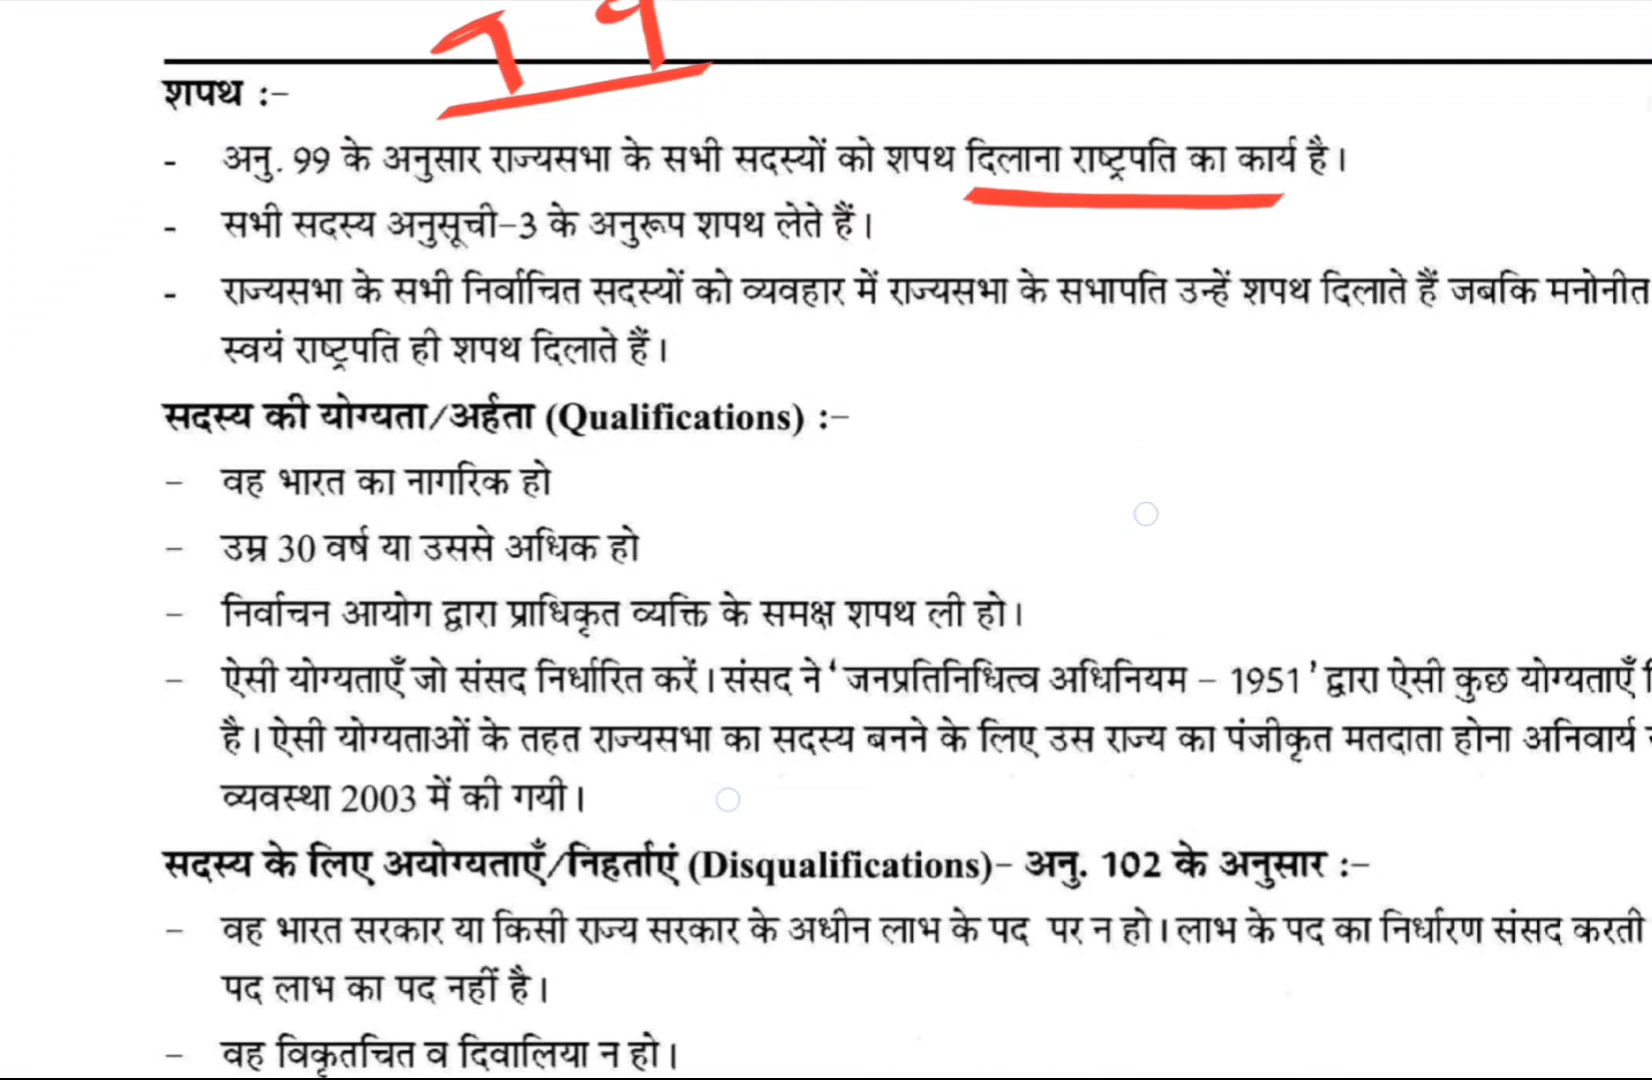 शपथ :–
- अनु. 99 के अनुसार राज्यसभा के सभी सदस्यों को शपथ दिलाना राष्ट्रपति का कार्य है।
- सभी सदस्य अनुसूची–3 के अनुरूप शपथ लेते हैं।
- राज्यसभा के सभी निर्वाचित सदस्यों को व्यवहार में राज्यसभा के सभापति उन्हें शपथ दिलाते हैं जबकि मनोनीत
स्वयं राष्ट्रपति ही शपथ दिलाते हैं।
सदस्य की योग्यता/अर्हता (Qualifications) :–
– वह भारत का नागरिक हो
– उम्र 30 वर्ष या उससे अधिक हो
– निर्वाचन आयोग द्वारा प्राधिकृत व्यक्ति के समक्ष शपथ ली हो।
– ऐसी योग्यताएँ जो संसद निर्धारित करें। संसद ने ‘जनप्रतिनिधित्व अधिनियम – 1951’ द्वारा ऐसी कुछ योग्यताएँ
है। ऐसी योग्यताओं के तहत राज्यसभा का सदस्य बनने के लिए उस राज्य का पंजीकृत मतदाता होना अनिवार्य
व्यवस्था 2003 में की गयी।
सदस्य के लिए अयोग्यताएँ/निहर्ताएं (Disqualifications)– अनु. 102 के अनुसार :–
– वह भारत सरकार या किसी राज्य सरकार के अधीन लाभ के पद पर न हो। लाभ के पद का निर्धारण संसद करती
पद लाभ का पद नहीं है।
– वह विकृतचित व दिवालिया न हो।